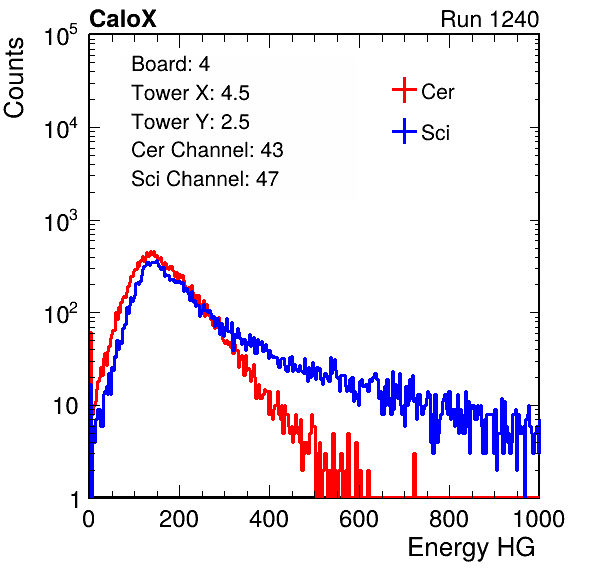 CaloX Run 1240
Counts
10^5
10^4
10^3
10^2
10
1
Board: 4
Tower X: 4.5
Tower Y: 2.5
Cer Channel: 43
Sci Channel: 47
Cer
Sci
0 200 400 600 800 1000
Energy HG